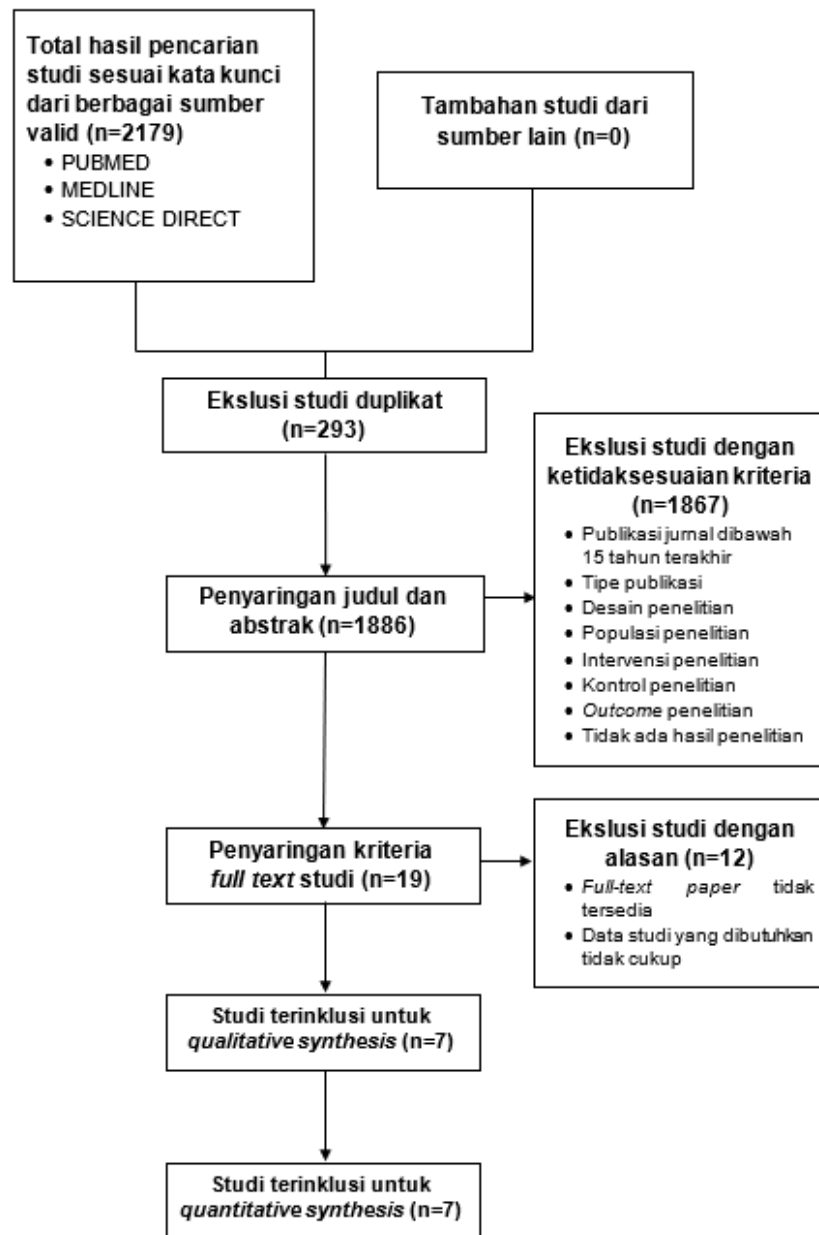 Total hasil pencarian
studi sesuai kata kunci
dari berbagai sumber
valid (n=2179)
• PUBMED
• MEDLINE
• SCIENCE DIRECT
Tambahan studi dari
sumber lain (n=0)
Ekslusi studi duplikat
(n=293)
Ekslusi studi dengan
ketidaksesuaian kriteria
(n=1867)
• Publikasi jurnal dibawah
15 tahun terakhir
• Tipe publikasi
• Desain penelitian
• Populasi penelitian
• Intervensi penelitian
• Kontrol penelitian
• Outcome penelitian
• Tidak ada hasil penelitian
Penyaringan judul dan
abstrak (n=1886)
Penyaringan kriteria
full text studi (n=19)
Ekslusi studi dengan
alasan (n=12)
• Full-text paper tidak
tersedia
• Data studi yang dibutuhkan
tidak cukup
Studi terinklusi untuk
qualitative synthesis (n=7)
Studi terinklusi untuk
quantitative synthesis (n=7)